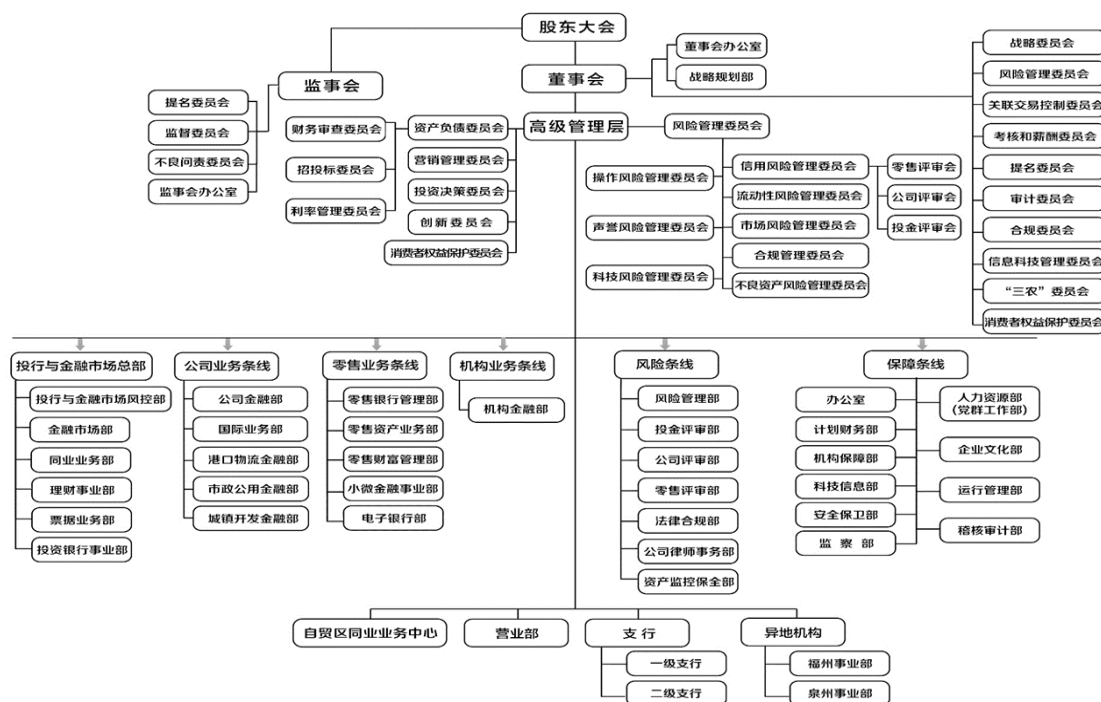 股东大会
监事会
董事会
董事会办公室
战略规划部
高级管理层
提名委员会
监督委员会
不良问责委员会
监事会办公室
财务审查委员会
招投标委员会
利率管理委员会
资产负债委员会
营销管理委员会
投资决策委员会
创新委员会
消费者权益保护委员会
风险管理委员会
操作风险管理委员会
声誉风险管理委员会
科技风险管理委员会
信用风险管理委员会
流动性风险管理委员会
市场风险管理委员会
合规管理委员会
不良资产风险管理委员会
零售评审会
公司评审会
投金评审会
战略委员会
风险管理委员会
关联交易控制委员会
考核和薪酬委员会
提名委员会
审计委员会
合规委员会
信息科技管理委员会
“三农”委员会
消费者权益保护委员会
投行与金融市场总部
投行与金融市场风控部
金融市场部
同业业务部
理财事业部
票据业务部
投资银行事业部
公司业务条线
公司金融部
国际业务部
港口物流金融部
市政公用金融部
城镇开发金融部
零售业务条线
零售银行管理部
零售资产业务部
零售财富管理部
小微金融事业部
电子银行部
机构业务条线
机构金融部
风险条线
风险管理部
投金评审部
公司评审部
零售评审部
法律合规部
公司律师事务部
资产监控保全部
保障条线
办公室
计划财务部
机构保障部
科技信息部
安全保卫部
监 察 部
人力资源部
(党群工作部)
企业文化部
运行管理部
稽核审计部
自贸区同业业务中心
营业部
支 行
一级支行
二级支行
异地机构
福州事业部
泉州事业部